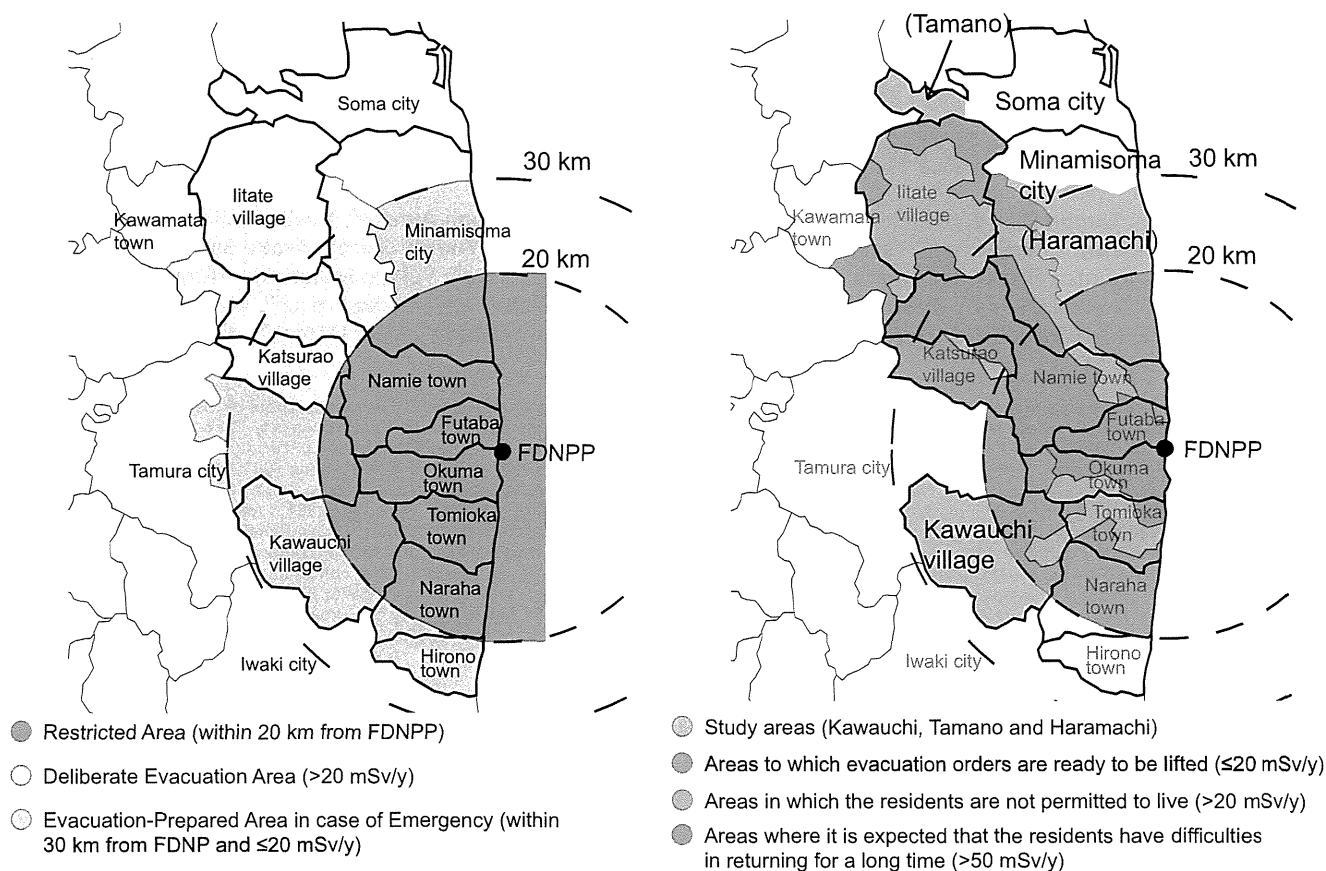 Soma city
30 km
Iitate
village
Kawamata
town
Minamisoma
city
20 km
Katsurao
village
Namie town
Futaba
town
FDNPP
Tamura city
Okuma
town
Tomioka
town
Kawauchi
village
Naraha
town
Iwaki city
Hirono
town
Restricted Area (within 20 km from FDNPP)
Deliberate Evacuation Area (>20 mSv/y)
Evacuation-Prepared Area in case of Emergency (within
30 km from FDNP and ≤20 mSv/y)
(Tamano)
Soma city
Minamisoma
city
30 km
Iitate
village
Kawamata
town
(Haramachi)
20 km
Katsurao
village
Namie town
Futaba
town
FDNPP
Tamura city
Okuma
town
Tomioka
town
Kawauchi
village
Naraha
town
Iwaki city
Hirono
town
Study areas (Kawauchi, Tamano and Haramachi)
Areas to which evacuation orders are ready to be lifted (≤20 mSv/y)
Areas in which the residents are not permitted to live (>20 mSv/y)
Areas where it is expected that the residents have difficulties
in returning for a long time (>50 mSv/y)